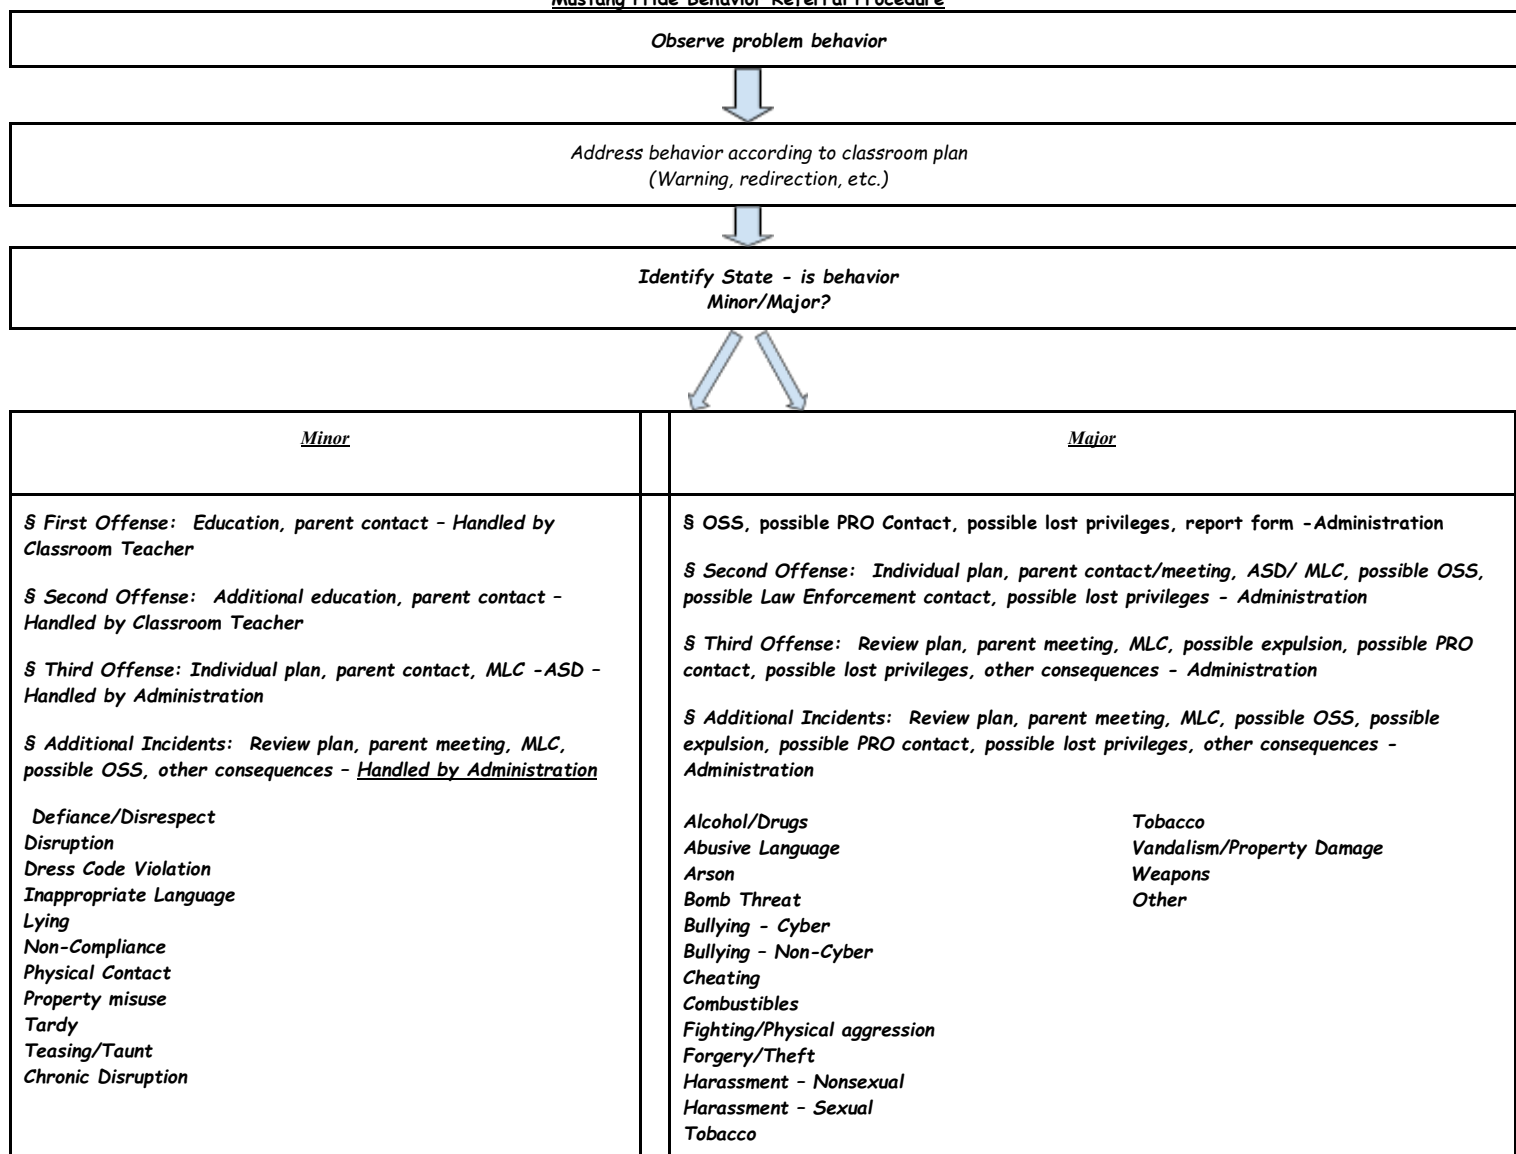 Mustang Pride Behavior Referral Procedure
Observe problem behavior
Address behavior according to classroom plan
(Warning, redirection, etc.)
Identify State - is behavior
Minor/Major?
Minor
Major
§ First Offense: Education, parent contact – Handled by
Classroom Teacher
§ Second Offense: Additional education, parent contact –
Handled by Classroom Teacher
§ Third Offense: Individual plan, parent contact, MLC -ASD –
Handled by Administration
§ Additional Incidents: Review plan, parent meeting, MLC,
possible OSS, other consequences – Handled by Administration
Defiance/Disrespect
Disruption
Dress Code Violation
Inappropriate Language
Lying
Non-Compliance
Physical Contact
Property misuse
Tardy
Teasing/Taunt
Chronic Disruption
§ OSS, possible PRO Contact, possible lost privileges, report form -Administration
§ Second Offense: Individual plan, parent contact/meeting, ASD/ MLC, possible OSS,
possible Law Enforcement contact, possible lost privileges - Administration
§ Third Offense: Review plan, parent meeting, MLC, possible expulsion, possible PRO
contact, possible lost privileges, other consequences - Administration
§ Additional Incidents: Review plan, parent meeting, MLC, possible OSS, possible
expulsion, possible PRO contact, possible lost privileges, other consequences -
Administration
Alcohol/Drugs
Abusive Language
Arson
Bomb Threat
Bullying - Cyber
Bullying – Non-Cyber
Cheating
Combustibles
Fighting/Physical aggression
Forgery/Theft
Harassment – Nonsexual
Harassment – Sexual
Tobacco
Tobacco
Vandalism/Property Damage
Weapons
Other